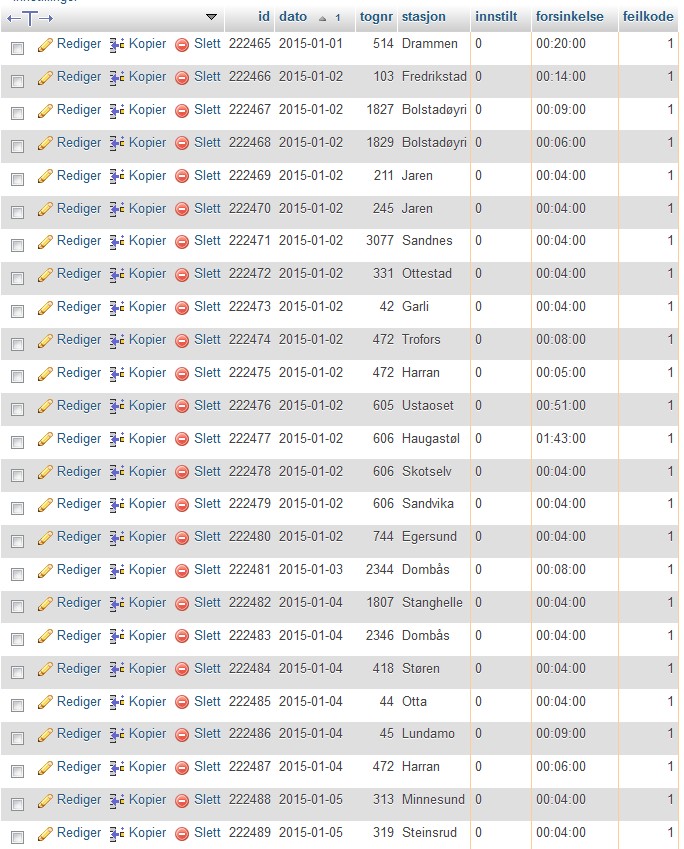 Innstillinger
id dato 1 tognr stasjon innstilt forsinkelse feilkode
Rediger Kopier Slett 222465 2015-01-01 514 Drammen 0 00:20:00 1
Rediger Kopier Slett 222466 2015-01-02 103 Fredrikstad 0 00:14:00 1
Rediger Kopier Slett 222467 2015-01-02 1827 Bolstadøyri 0 00:09:00 1
Rediger Kopier Slett 222468 2015-01-02 1829 Bolstadøyri 0 00:06:00 1
Rediger Kopier Slett 222469 2015-01-02 211 Jaren 0 00:04:00 1
Rediger Kopier Slett 222470 2015-01-02 245 Jaren 0 00:04:00 1
Rediger Kopier Slett 222471 2015-01-02 3077 Sandnes 0 00:04:00 1
Rediger Kopier Slett 222472 2015-01-02 331 Ottestad 0 00:04:00 1
Rediger Kopier Slett 222473 2015-01-02 42 Garli 0 00:04:00 1
Rediger Kopier Slett 222474 2015-01-02 472 Trofors 0 00:08:00 1
Rediger Kopier Slett 222475 2015-01-02 472 Harran 0 00:05:00 1
Rediger Kopier Slett 222476 2015-01-02 605 Ustaoset 0 00:51:00 1
Rediger Kopier Slett 222477 2015-01-02 606 Haugastøl 0 01:43:00 1
Rediger Kopier Slett 222478 2015-01-02 606 Skotselv 0 00:04:00 1
Rediger Kopier Slett 222479 2015-01-02 606 Sandvika 0 00:04:00 1
Rediger Kopier Slett 222480 2015-01-02 744 Egersund 0 00:04:00 1
Rediger Kopier Slett 222481 2015-01-03 2344 Dombås 0 00:08:00 1
Rediger Kopier Slett 222482 2015-01-04 1807 Stanghelle 0 00:04:00 1
Rediger Kopier Slett 222483 2015-01-04 2346 Dombås 0 00:04:00 1
Rediger Kopier Slett 222484 2015-01-04 418 Støren 0 00:04:00 1
Rediger Kopier Slett 222485 2015-01-04 44 Otta 0 00:04:00 1
Rediger Kopier Slett 222486 2015-01-04 45 Lundamo 0 00:09:00 1
Rediger Kopier Slett 222487 2015-01-04 472 Harran 0 00:06:00 1
Rediger Kopier Slett 222488 2015-01-05 313 Minnesund 0 00:04:00 1
Rediger Kopier Slett 222489 2015-01-05 319 Steinsrud 0 00:04:00 1